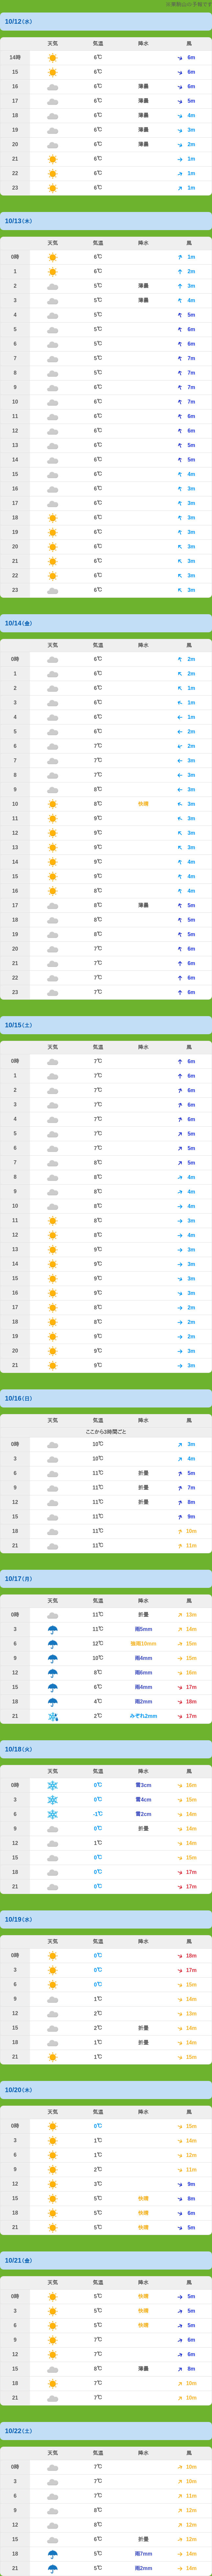 10/12(水)
天気 気温 降水 風
14時 6℃ 6m
15 6℃ 6m
16 6℃ 薄曇 6m
17 6℃ 薄曇 5m
18 6℃ 薄曇 4m
19 6℃ 薄曇 3m
20 6℃ 薄曇 2m
21 6℃ 1m
22 6℃ 1m
23 6℃ 1m
10/13(木)
天気 気温 降水 風
0時 6℃ 1m
1 6℃ 2m
2 5℃ 薄曇 3m
3 5℃ 薄曇 4m
4 5℃ 5m
5 5℃ 6m
6 5℃ 6m
7 5℃ 7m
8 5℃ 7m
9 6℃ 7m
10 6℃ 7m
11 6℃ 6m
12 6℃ 6m
13 6℃ 5m
14 6℃ 5m
15 6℃ 4m
16 6℃ 3m
17 6℃ 3m
18 6℃ 3m
19 6℃ 3m
20 6℃ 3m
21 6℃ 3m
22 6℃ 3m
23 6℃ 3m
10/14(金)
天気 気温 降水 風
0時 6℃ 2m
1 6℃ 2m
2 6℃ 1m
3 6℃ 1m
4 6℃ 1m
5 6℃ 2m
6 7℃ 2m
7 7℃ 3m
8 7℃ 3m
9 8℃ 3m
10 8℃ 快晴 3m
11 9℃ 3m
12 9℃ 3m
13 9℃ 3m
14 9℃ 4m
15 9℃ 4m
16 8℃ 4m
17 8℃ 薄曇 5m
18 8℃ 5m
19 8℃ 5m
20 7℃ 6m
21 7℃ 6m
22 7℃ 6m
23 7℃ 6m
10/15(土)
天気 気温 降水 風
0時 7℃ 6m
1 7℃ 6m
2 7℃ 6m
3 7℃ 6m
4 7℃ 6m
5 7℃ 5m
6 7℃ 5m
7 8℃ 5m
8 8℃ 4m
9 8℃ 4m
10 8℃ 4m
11 8℃ 3m
12 8℃ 4m
13 9℃ 3m
14 9℃ 3m
15 9℃ 3m
16 9℃ 3m
17 8℃ 2m
18 8℃ 2m
19 9℃ 2m
20 9℃ 3m
21 9℃ 3m
10/16(日)
天気 気温 降水 風
ここから3時間ごと
0時 10℃ 3m
3 10℃ 4m
6 11℃ 5m
9 11℃ 7m
12 11℃ 8m
15 11℃ 9m
18 11℃ 10m
21 11℃ 11m
10/17(月)
天気 気温 降水 風
0時 11℃ 13m
3 11℃ 雨5mm 14m
6 12℃ 強雨10mm 15m
9 10℃ 雨4mm 15m
12 8℃ 雨6mm 16m
15 6℃ 雨4mm 17m
18 4℃ 雨2mm 18m
21 2℃ みぞれ2mm 17m
10/18(火)
天気 気温 降水 風
0時 0℃ 雪3cm 16m
3 0℃ 雪4cm 15m
6 -1℃ 雪2cm 14m
9 0℃ 14m
12 1℃ 14m
15 0℃ 15m
18 0℃ 17m
21 0℃ 17m
10/19(水)
天気 気温 降水 風
0時 0℃ 18m
3 0℃ 17m
6 0℃ 15m
9 1℃ 14m
12 2℃ 13m
15 2℃ 14m
18 1℃ 14m
21 1℃ 15m
10/20(木)
天気 気温 降水 風
0時 0℃ 15m
3 1℃ 14m
6 1℃ 12m
9 2℃ 11m
12 3℃ 9m
15 5℃ 快晴 8m
18 5℃ 快晴 6m
21 5℃ 快晴 5m
10/21(金)
天気 気温 降水 風
0時 5℃ 快晴 5m
3 5℃ 快晴 5m
6 5℃ 快晴 5m
9 7℃ 6m
12 7℃ 6m
15 8℃ 薄曇 8m
18 7℃ 10m
21 7℃ 10m
10/22(土)
天気 気温 降水 風
0時 7℃ 10m
3 7℃ 10m
6 7℃ 11m
9 8℃ 12m
12 8℃ 12m
15 6℃ 12m
18 5℃ 雨7mm 14m
21 5℃ 雨2mm 14m